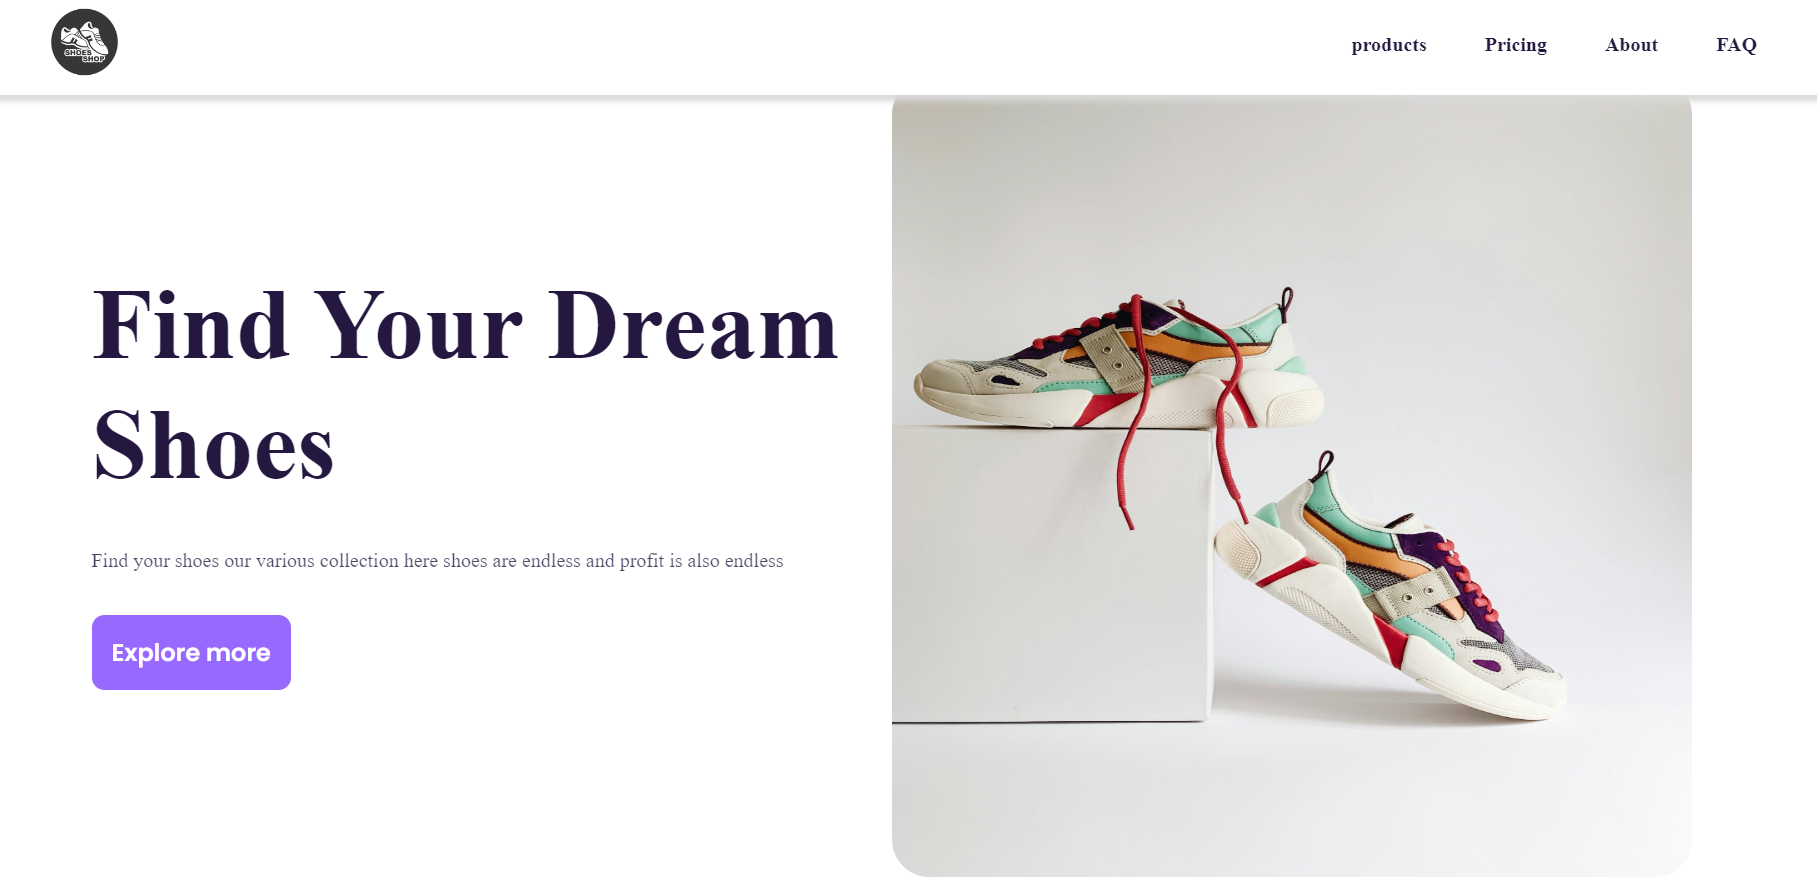 SHOES
SHOP
products Pricing About FAQ
Find Your Dream
Shoes
Find your shoes our various collection here shoes are endless and profit is also endless
Explore more